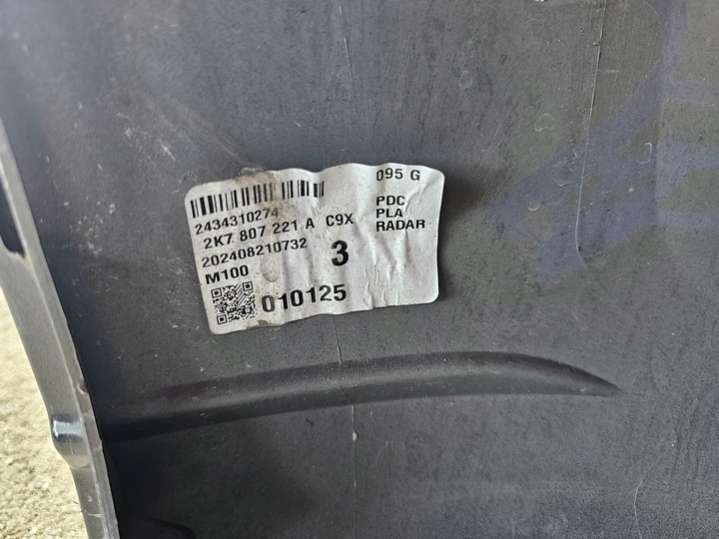 095 G
2434310274
2K7 807 221 A C9X
PDC
PLA
RADAR
202408210732
3
M100
010125